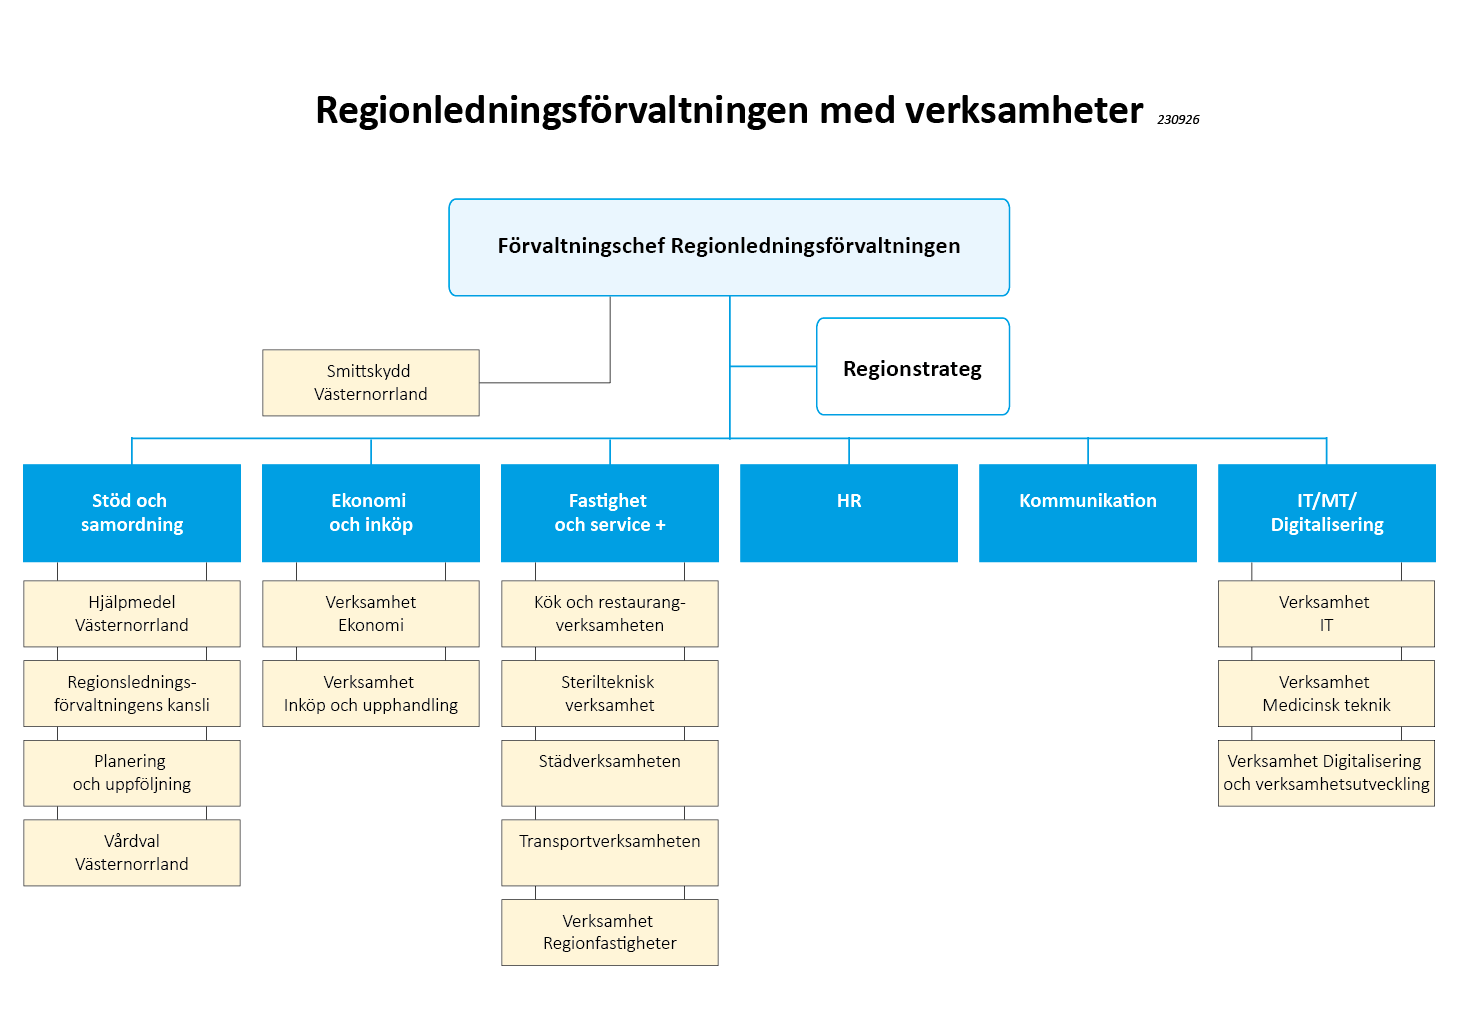 Regionledningsförvaltningen med verksamheter 230926
Förvaltningschef Regionledningsförvaltningen
Smittskydd
Västernorrland
Regionstrateg
Stöd och
samordning
Hjälpmedel
Västernorrland
Regionslednings-
förvaltningens kansli
Planering
och uppföljning
Vårdval
Västernorrland
Ekonomi
och inköp
Verksamhet
Ekonomi
Verksamhet
Inköp och upphandling
Fastighet
och service +
Kök och restaurang-
verksamheten
Sterilteknisk
verksamhet
Städverksamheten
Transportverksamheten
Verksamhet
Regionfastigheter
HR
Kommunikation
IT/MT/
Digitalisering
Verksamhet
IT
Verksamhet
Medicinsk teknik
Verksamhet Digitalisering
och verksamhetsutveckling